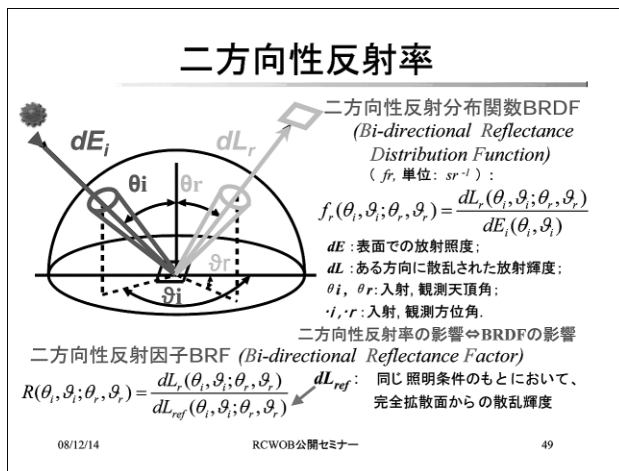 二方向性反射率
二方向性反射分布関数BRDF
(Bi-directional Reflectance
Distribution Function)
( fr, 単位: sr⁻¹ ) :
dEᵢ
dLᵣ
θi
θr
ϑr
ϑi
fᵣ(θᵢ,ϑᵢ;θᵣ,ϑᵣ) = dLᵣ(θᵢ,ϑᵢ;θᵣ,ϑᵣ) / dEᵢ(θᵢ,ϑᵢ)
dE :表面での放射照度;
dL :ある方向に散乱された放射輝度;
θi, θr:入射,観測天頂角;
·i,·r:入射,観測方位角.
二方向性反射率の影響⇔BRDFの影響
二方向性反射因子BRF (Bi-directional Reflectance Factor)
R(θᵢ,ϑᵢ;θᵣ,ϑᵣ) = dLᵣ(θᵢ,ϑᵢ;θᵣ,ϑᵣ) / dL_ref(θᵢ,ϑᵢ;θᵣ,ϑᵣ)
dL_ref: 同じ照明条件のもとにおいて、
完全拡散面からの散乱輝度
08/12/14
RCWOB公開セミナー
49